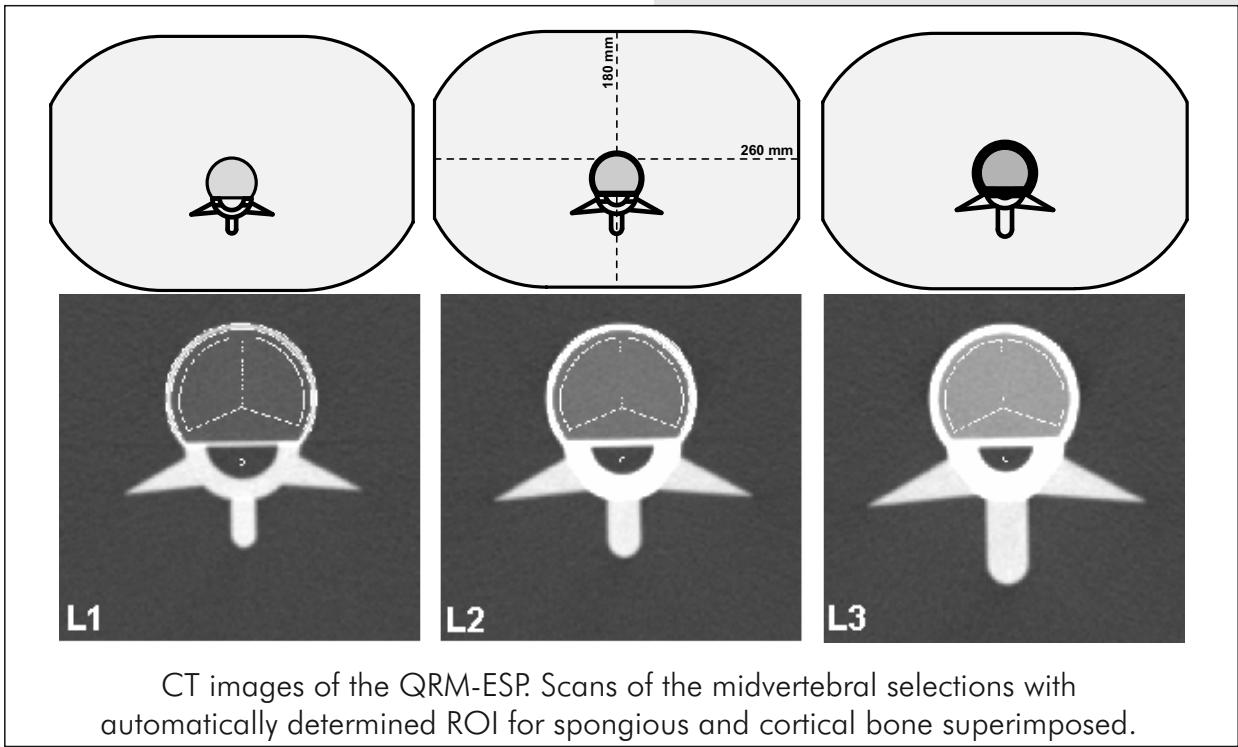 180 mm
260 mm
L1
L2
L3
CT images of the QRM-ESP. Scans of the midvertebral selections with
automatically determined ROI for spongious and cortical bone superimposed.